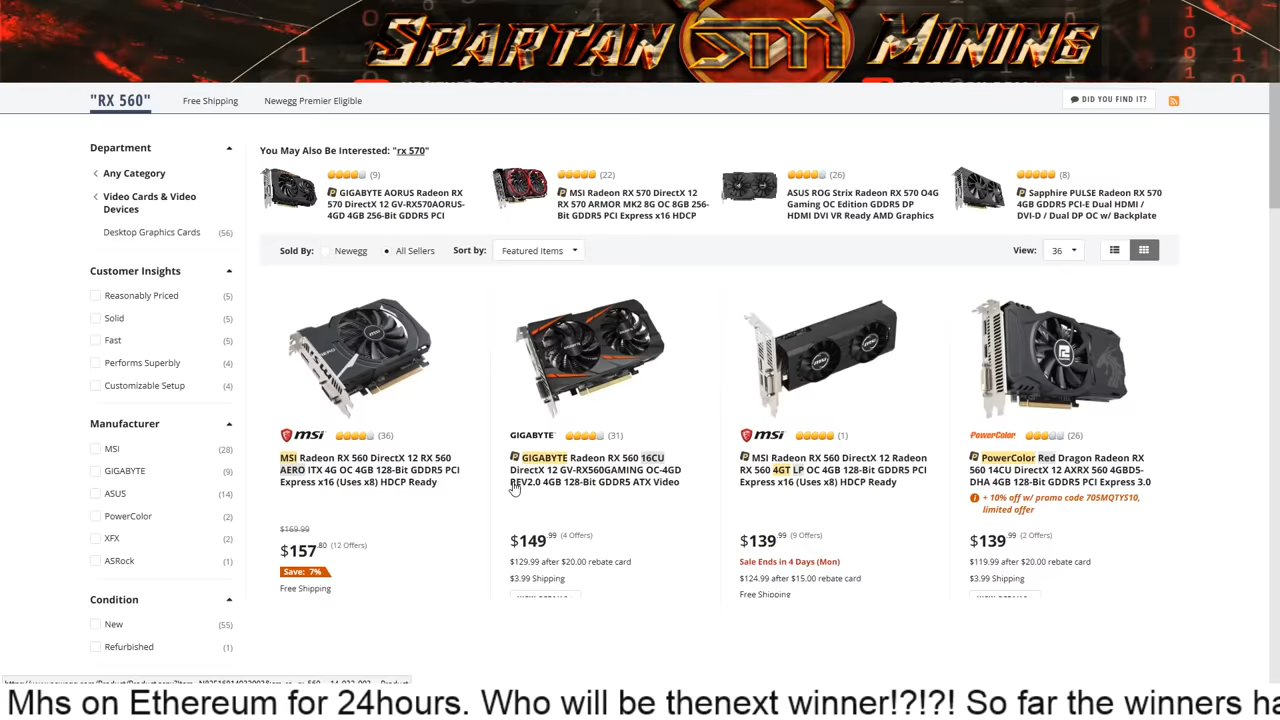 SPARTAN SM MINING
"RX 560"
Free Shipping
Newegg Premier Eligible
DID YOU FIND IT?
Department
Any Category
Video Cards & Video
Devices
Desktop Graphics Cards (56)
Customer Insights
Reasonably Priced (5)
Solid (5)
Fast (5)
Performs Superbly (4)
Customizable Setup (4)
Manufacturer
MSI (28)
GIGABYTE (9)
ASUS (14)
PowerColor (2)
XFX (2)
ASRock (1)
Condition
New (55)
Refurbished (1)
You May Also Be Interested: "rx 570"
(9)
GIGABYTE AORUS Radeon RX
570 DirectX 12 GV-RX570AORUS-
4GD 4GB 256-Bit GDDR5 PCI
(22)
MSI Radeon RX 570 DirectX 12
RX 570 ARMOR MK2 8G OC 8GB 256-
Bit GDDR5 PCI Express x16 HDCP
(26)
ASUS ROG Strix Radeon RX 570 O4G
Gaming OC Edition GDDR5 DP
HDMI DVI VR Ready AMD Graphics
(8)
Sapphire PULSE Radeon RX 570
4GB GDDR5 PCI-E Dual HDMI /
DVI-D / Dual DP OC w/ Backplate
Sold By: Newegg All Sellers Sort by: Featured Items View: 36
msi (36)
MSI Radeon RX 560 DirectX 12 RX 560
AERO ITX 4G OC 4GB 128-Bit GDDR5 PCI
Express x16 (Uses x8) HDCP Ready
$169.99
$157.80 (12 Offers)
Save: 7%
Free Shipping
GIGABYTE (31)
GIGABYTE Radeon RX 560 16CU
DirectX 12 GV-RX560GAMING OC-4GD
REV2.0 4GB 128-Bit GDDR5 ATX Video
$149.99 (4 Offers)
$129.99 after $20.00 rebate card
$3.99 Shipping
msi (1)
MSI Radeon RX 560 DirectX 12 Radeon
RX 560 4GT LP OC 4GB 128-Bit GDDR5
PCI Express x16 (Uses x8) HDCP Ready
$139.99 (9 Offers)
Sale Ends in 4 Days (Mon)
$124.99 after $15.00 rebate card
Free Shipping
PowerColor (26)
PowerColor Red Dragon Radeon RX
560 14CU DirectX 12 AXRX 560 4GBD5-
DHA 4GB 128-Bit GDDR5 PCI Express 3.0
+ 10% off w/ promo code 705MQTYS10,
limited offer
$139.99 (2 Offers)
$119.99 after $20.00 rebate card
$3.99 Shipping
Mhs on Ethereum for 24hours. Who will be thenext winner!?!?! So far the winners ha